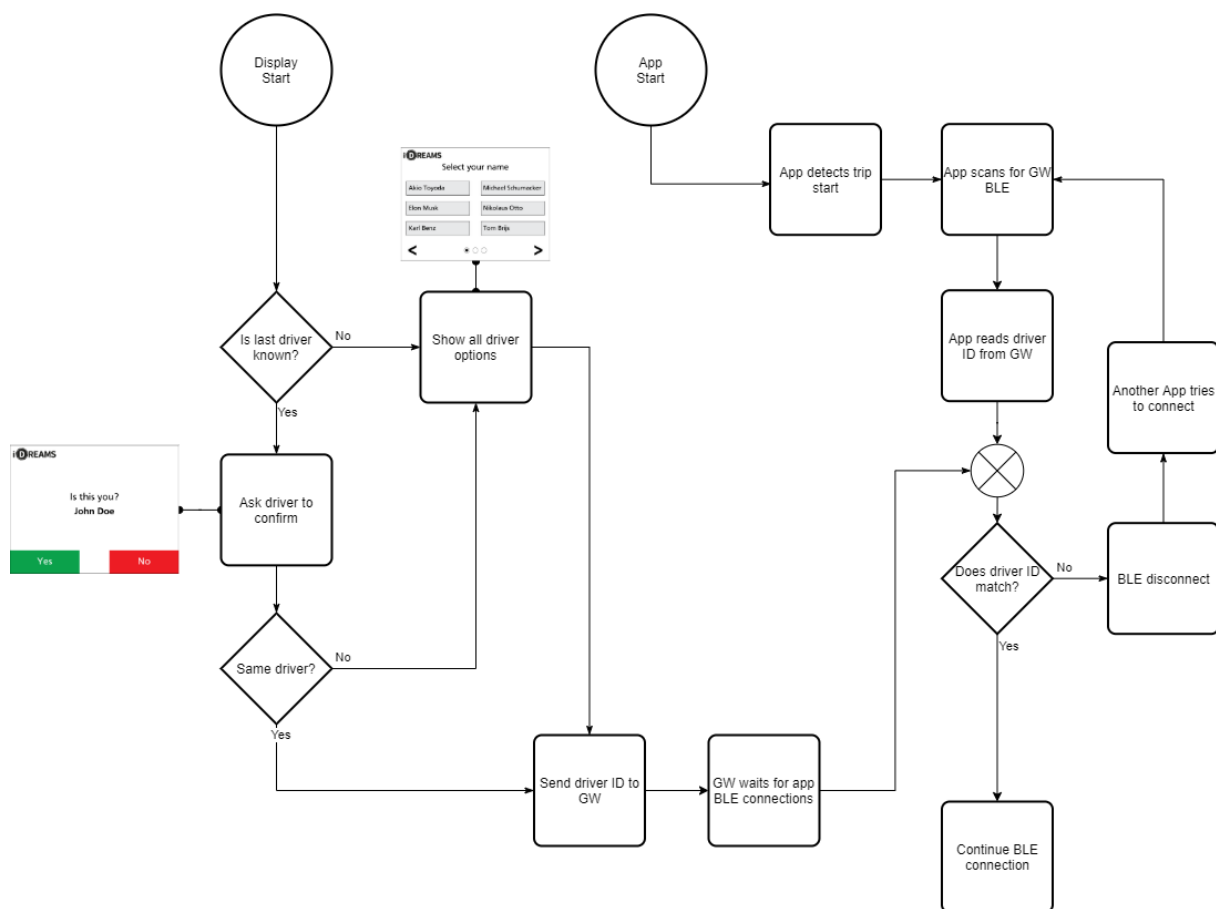 Display
Start
App
Start
App detects trip
start
App scans for GW
BLE
i DREAMS
Select your name
Akio Toyoda
Michael Schumacker
Elon Musk
Nikolaus Otto
Karl Benz
Tom Brijs
<
>
Is last driver
known?
No
Show all driver
options
App reads driver
ID from GW
Another App tries
to connect
Yes
i DREAMS
Is this you?
John Doe
Yes
No
Ask driver to
confirm
Does driver ID
match?
No
BLE disconnect
Yes
Same driver?
No
Yes
Send driver ID to
GW
GW waits for app
BLE connections
Continue BLE
connection